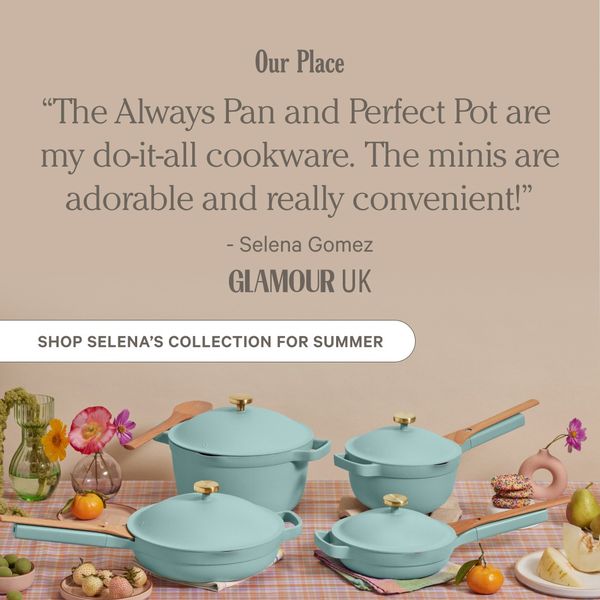 Our Place
“The Always Pan and Perfect Pot are
my do-it-all cookware. The minis are
adorable and really convenient!”
- Selena Gomez
GLAMOUR UK
SHOP SELENA’S COLLECTION FOR SUMMER